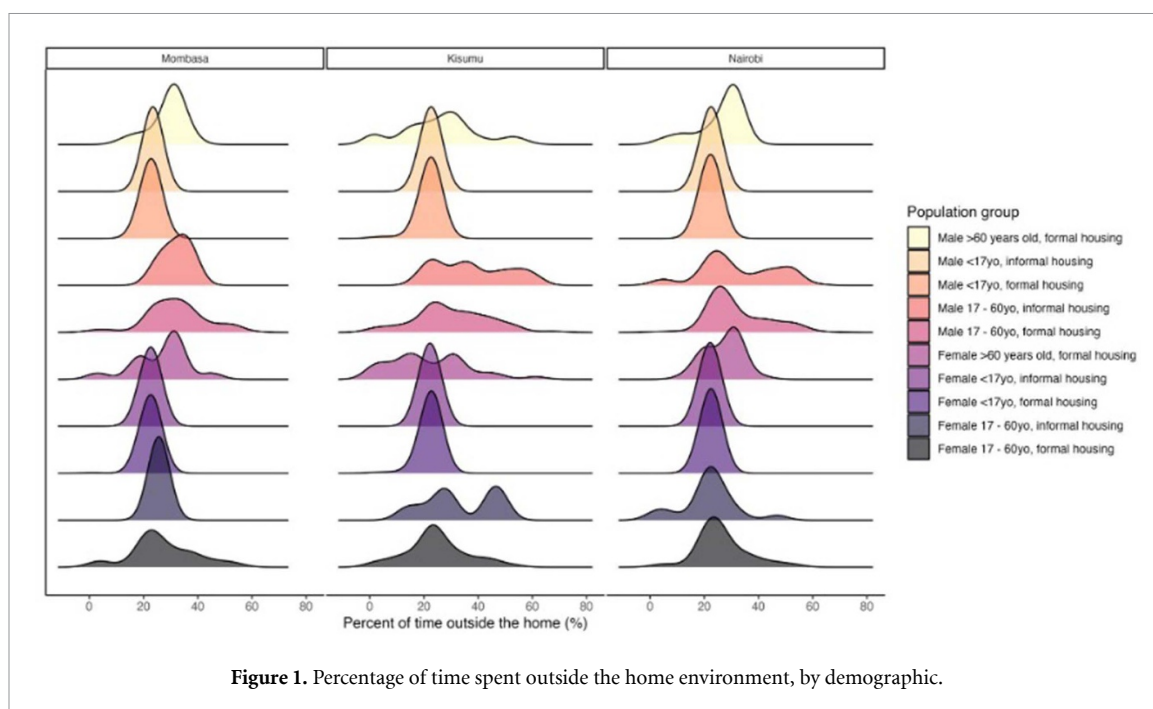 Mombasa
Kisumu
Nairobi
Population group
Male >60 years old, formal housing
Male <17yo, informal housing
Male <17yo, formal housing
Male 17 - 60yo, informal housing
Male 17 - 60yo, formal housing
Female >60 years old, formal housing
Female <17yo, informal housing
Female <17yo, formal housing
Female 17 - 60yo, informal housing
Female 17 - 60yo, formal housing
0 20 40 60 80 0 20 40 60 80 0 20 40 60 80
Percent of time outside the home (%)
Figure 1. Percentage of time spent outside the home environment, by demographic.